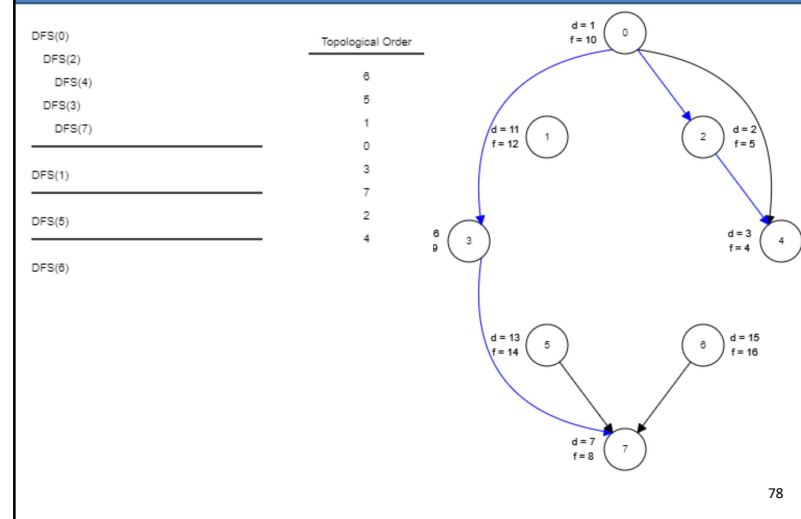 DFS(0)
DFS(2)
DFS(4)
DFS(3)
DFS(7)
DFS(1)
DFS(5)
DFS(6)
Topological Order
6
5
1
0
3
7
2
4
d = 1
f = 10
0
d = 11
f = 12
1
2
d = 2
f = 5
6
9
3
d = 3
f = 4
4
d = 13
f = 14
5
6
d = 15
f = 16
d = 7
f = 8
7
78